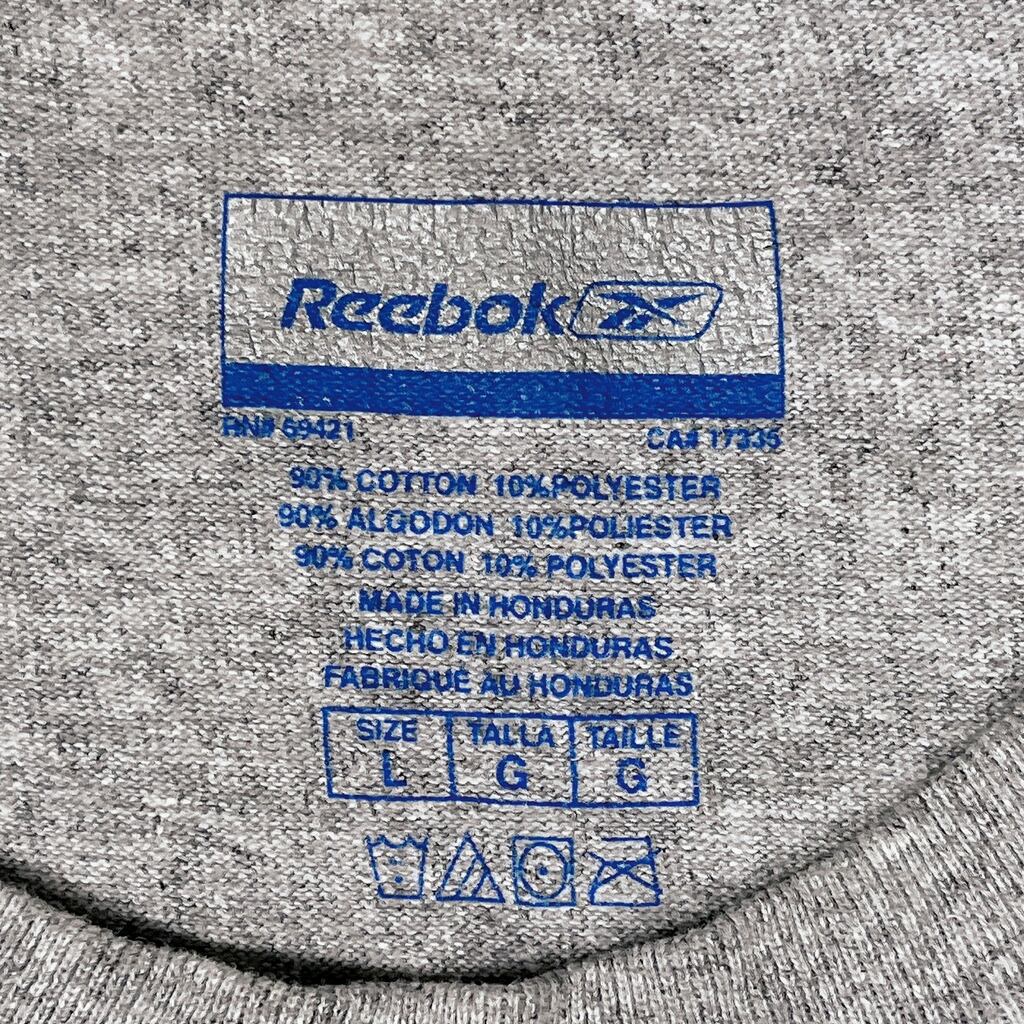 Reebok
RN# 69421 CA# 17335
90% COTTON 10% POLYESTER
90% ALGODON 10% POLIESTER
90% COTON 10% POLYESTER
MADE IN HONDURAS
HECHO EN HONDURAS
FABRIQUÉ AU HONDURAS
SIZE TALLA TAILLE
L G G